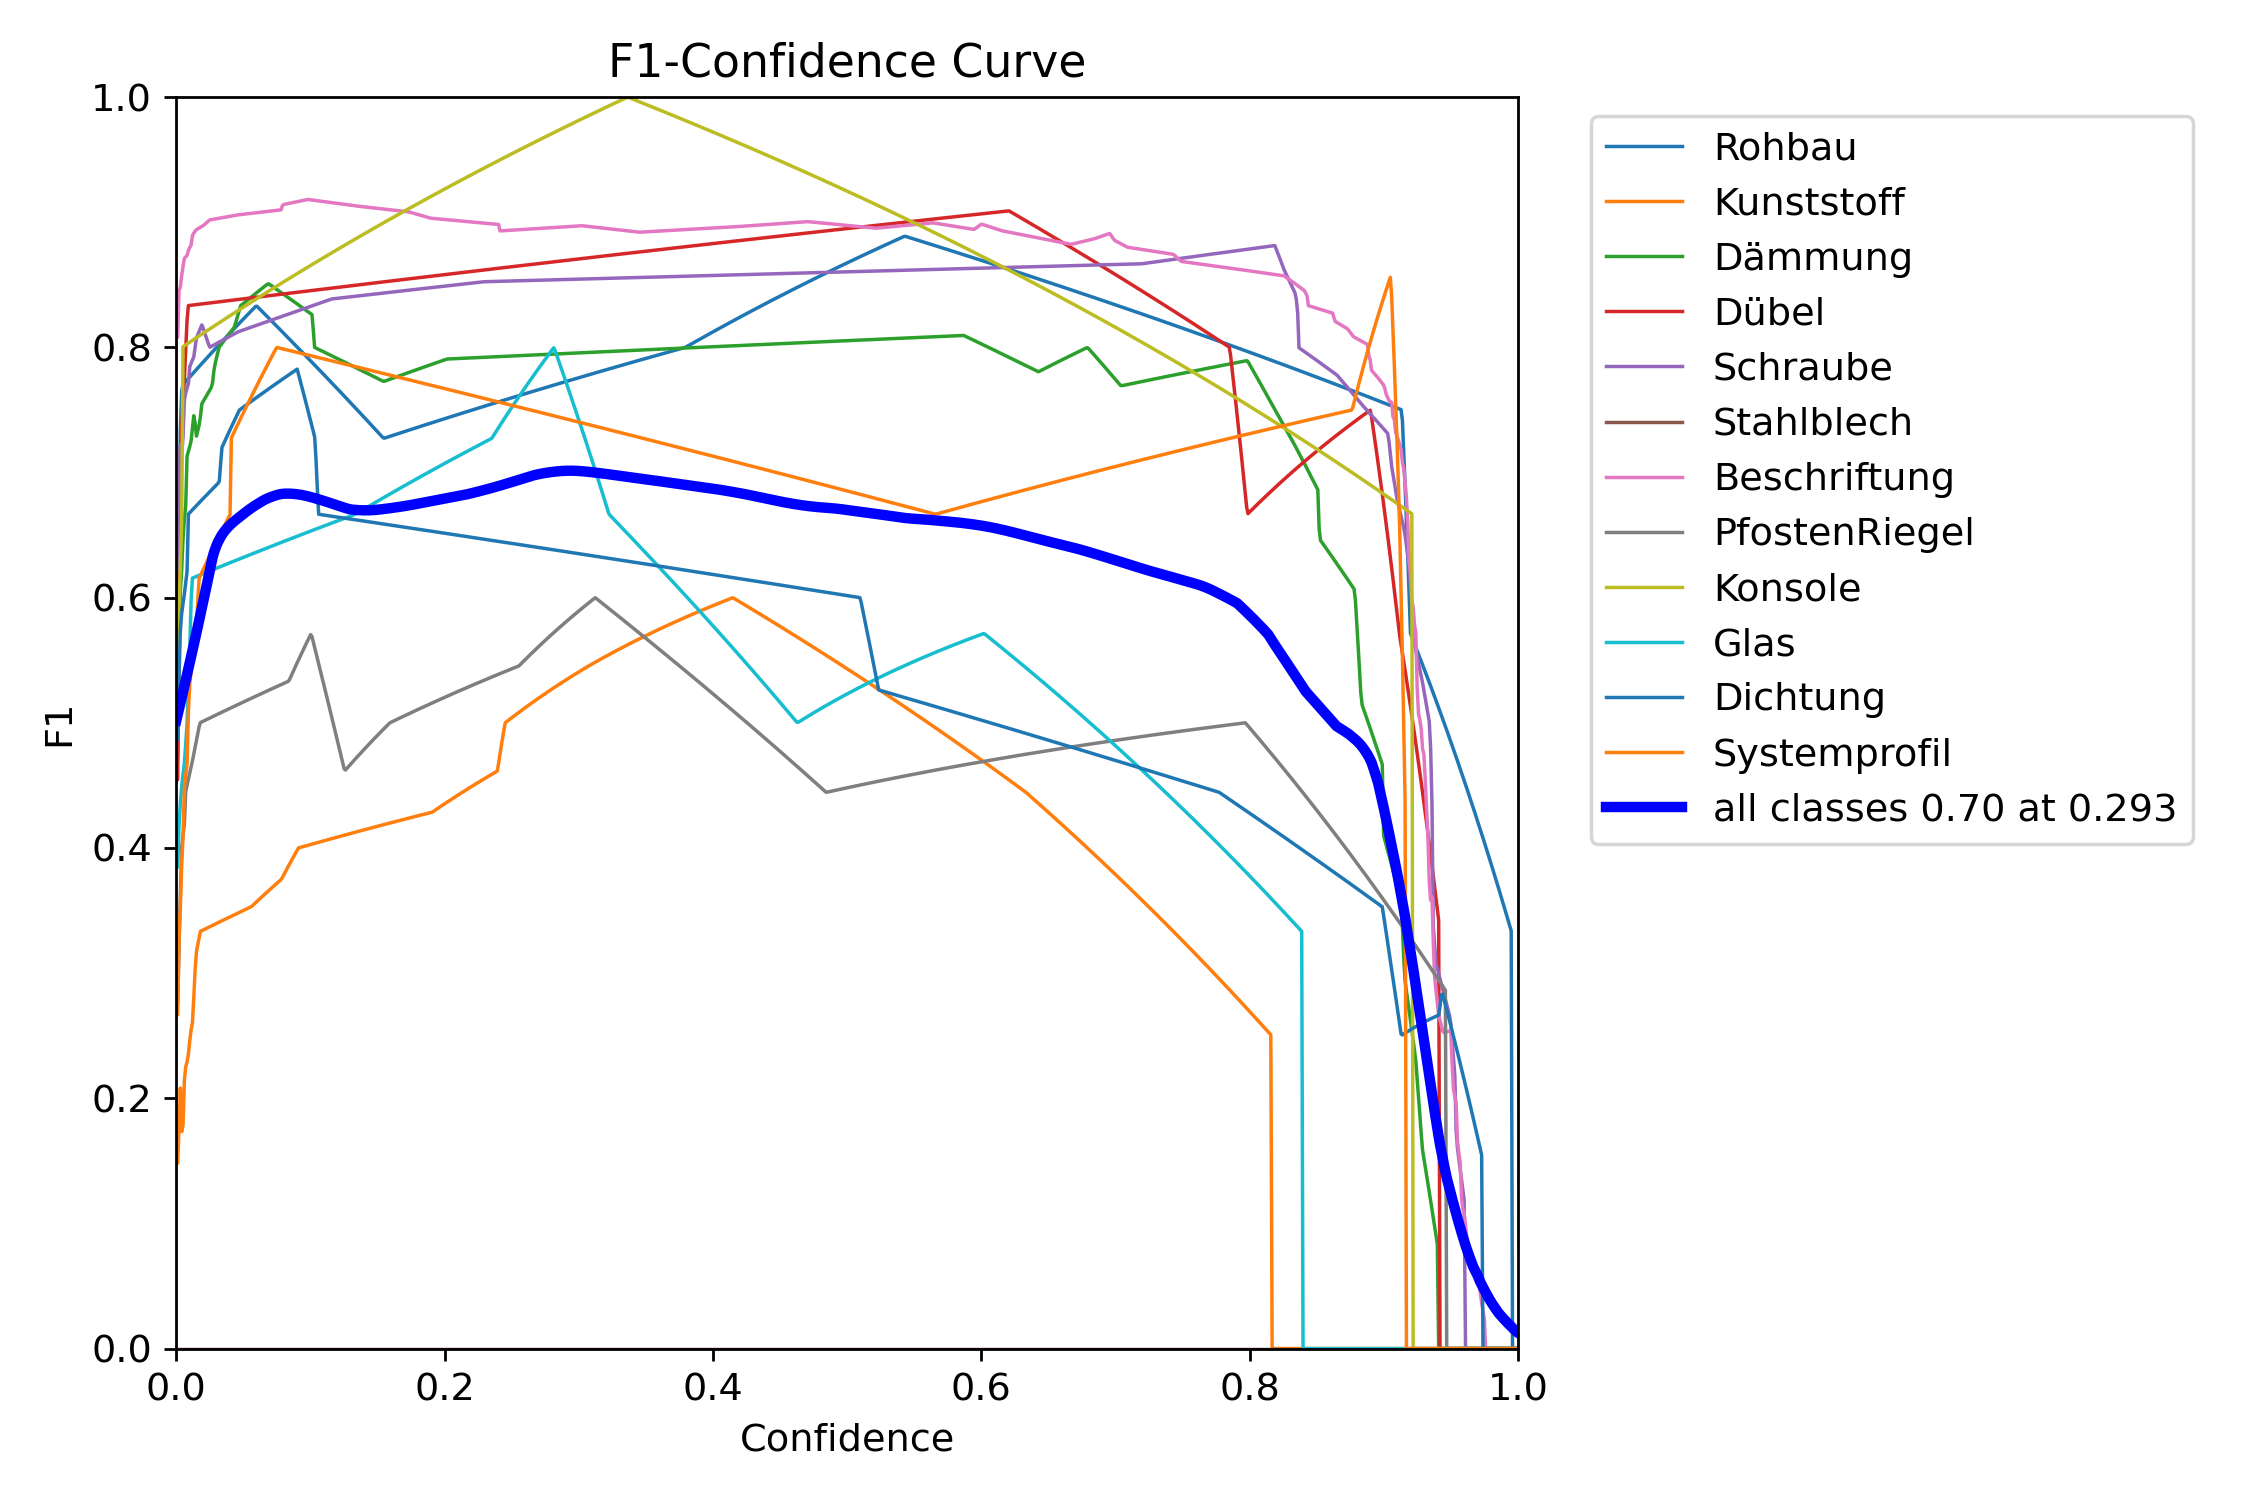 F1-Confidence Curve
1.0
0.8
0.6
0.4
0.2
0.0
F1
0.0 0.2 0.4 0.6 0.8 1.0
Confidence
Rohbau
Kunststoff
Dämmung
Dübel
Schraube
Stahlblech
Beschriftung
PfostenRiegel
Konsole
Glas
Dichtung
Systemprofil
all classes 0.70 at 0.293